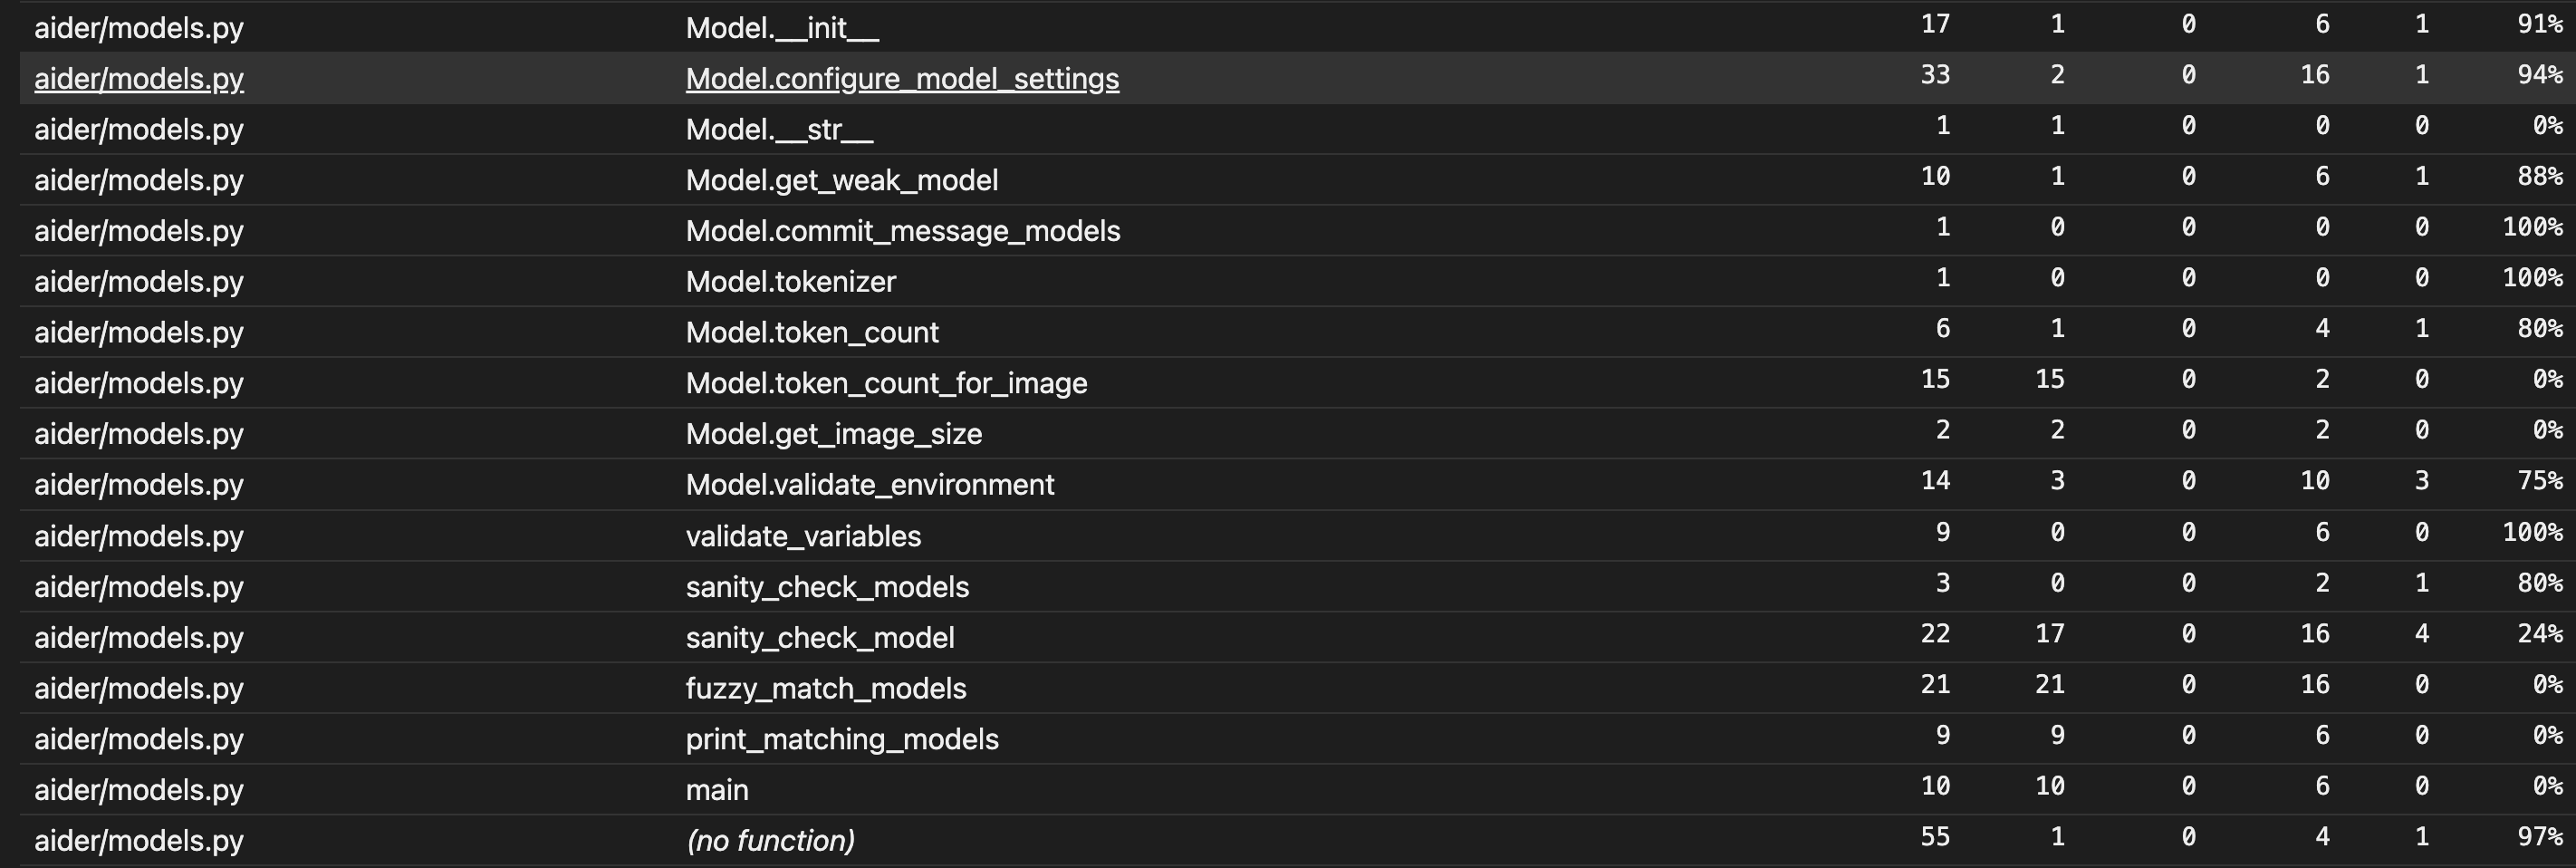 aider/models.py Model.__init__ 17 1 0 6 1 91%
aider/models.py Model.configure_model_settings 33 2 0 16 1 94%
aider/models.py Model.__str__ 1 1 0 0 0 0%
aider/models.py Model.get_weak_model 10 1 0 6 1 88%
aider/models.py Model.commit_message_models 1 0 0 0 0 100%
aider/models.py Model.tokenizer 1 0 0 0 0 100%
aider/models.py Model.token_count 6 1 0 4 1 80%
aider/models.py Model.token_count_for_image 15 15 0 2 0 0%
aider/models.py Model.get_image_size 2 2 0 2 0 0%
aider/models.py Model.validate_environment 14 3 0 10 3 75%
aider/models.py validate_variables 9 0 0 6 0 100%
aider/models.py sanity_check_models 3 0 0 2 1 80%
aider/models.py sanity_check_model 22 17 0 16 4 24%
aider/models.py fuzzy_match_models 21 21 0 16 0 0%
aider/models.py print_matching_models 9 9 0 6 0 0%
aider/models.py main 10 10 0 6 0 0%
aider/models.py (no function) 55 1 0 4 1 97%